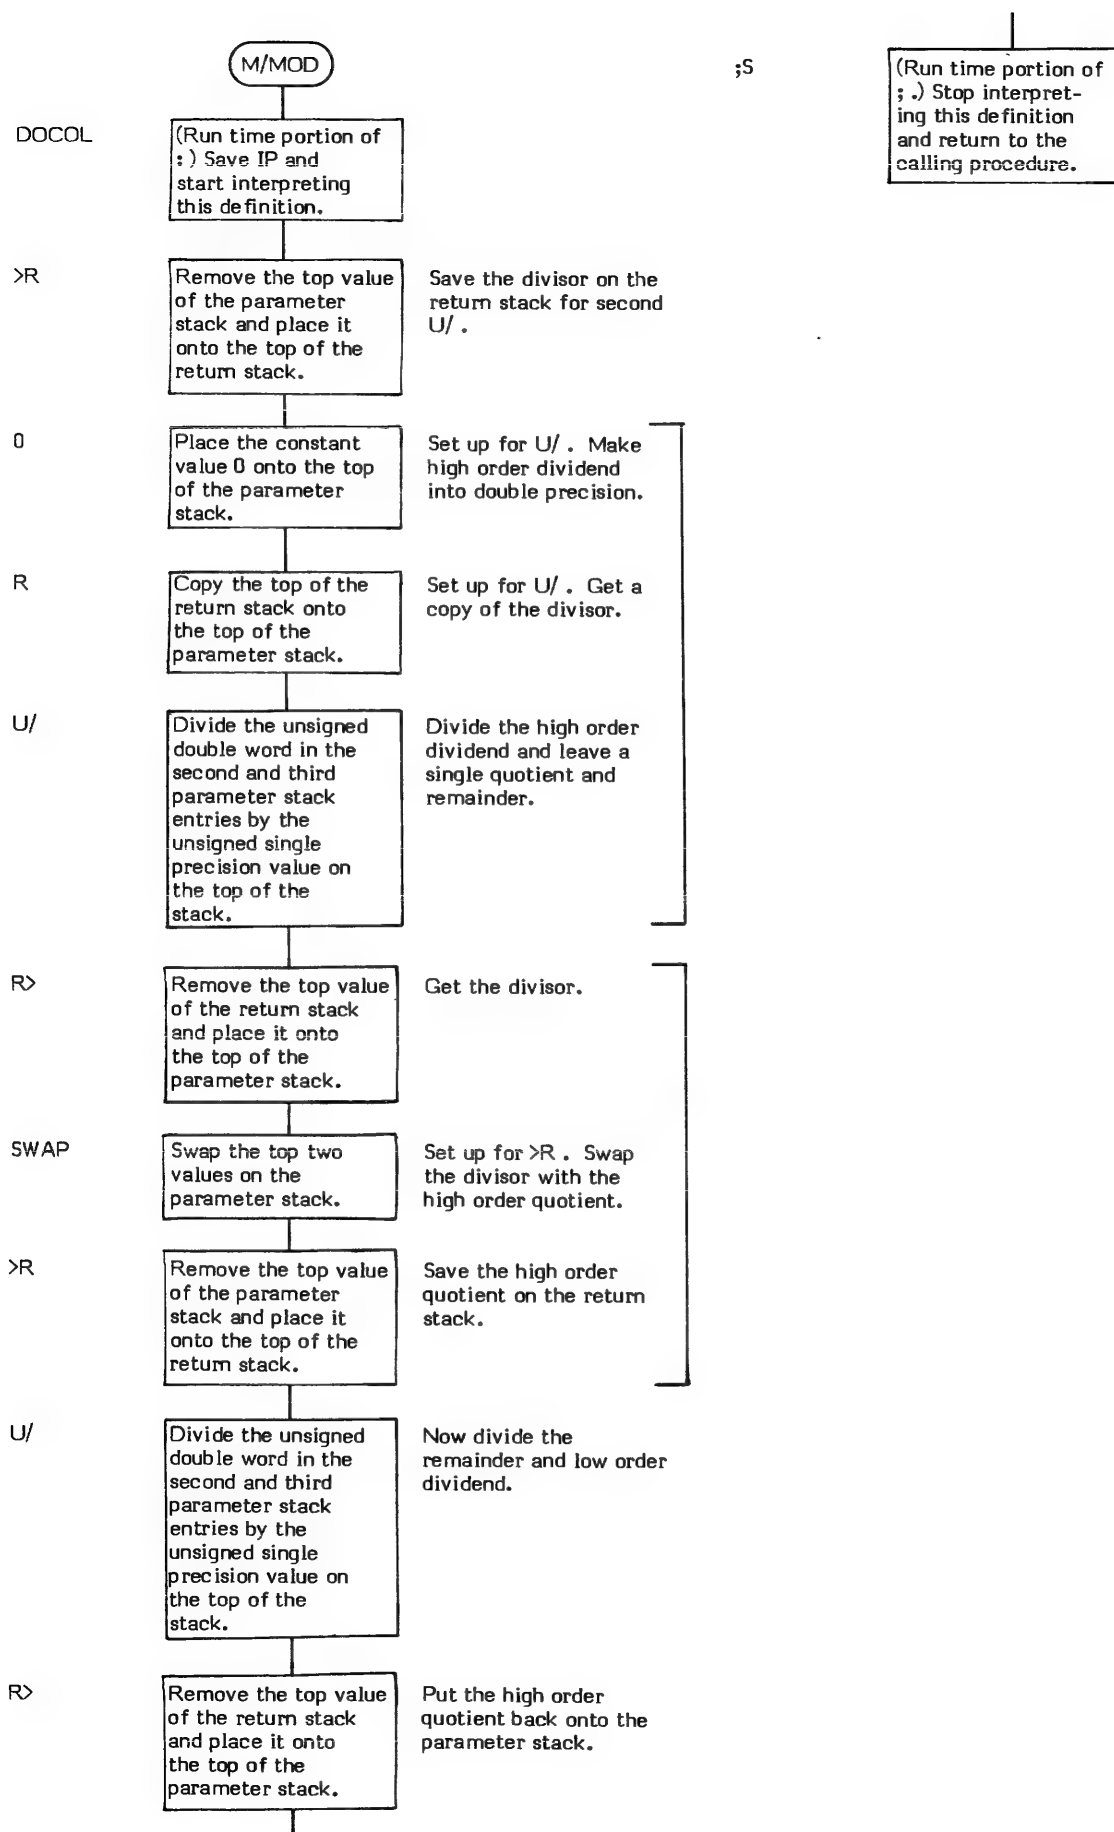 M/MOD
DOCOL
(Run time portion of
: ) Save IP and
start interpreting
this definition.
>R
Remove the top value
of the parameter
stack and place it
onto the top of the
return stack.
Save the divisor on the
return stack for second
U/ .
0
Place the constant
value 0 onto the top
of the parameter
stack.
Set up for U/ . Make
high order dividend
into double precision.
R
Copy the top of the
return stack onto
the top of the
parameter stack.
Set up for U/ . Get a
copy of the divisor.
U/
Divide the unsigned
double word in the
second and third
parameter stack
entries by the
unsigned single
precision value on
the top of the
stack.
Divide the high order
dividend and leave a
single quotient and
remainder.
R>
Remove the top value
of the return stack
and place it onto
the top of the
parameter stack.
Get the divisor.
SWAP
Swap the top two
values on the
parameter stack.
Set up for >R . Swap
the divisor with the
high order quotient.
>R
Remove the top value
of the parameter
stack and place it
onto the top of the
return stack.
Save the high order
quotient on the return
stack.
U/
Divide the unsigned
double word in the
second and third
parameter stack
entries by the
unsigned single
precision value on
the top of the
stack.
Now divide the
remainder and low order
dividend.
R>
Remove the top value
of the return stack
and place it onto
the top of the
parameter stack.
Put the high order
quotient back onto the
parameter stack.
;S
(Run time portion of
; .) Stop interpret-
ing this definition
and return to the
calling procedure.